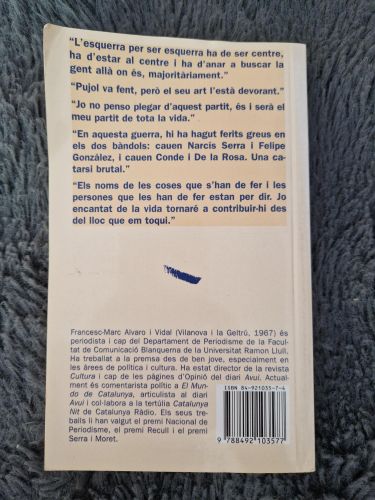 “L’esquerra per ser esquerra ha de ser centre,
ha d’estar al centre i ha d’anar a buscar la
gent allà on és, majoritàriament.”
“Pujol va fent, però el seu art l’està devorant.”
“Jo no penso plegar d’aquest partit, és i serà el
meu partit de tota la vida.”
“En aquesta guerra, hi ha hagut ferits greus en
els dos bàndols: cauen Narcís Serra i Felipe
González, i cauen Conde i De la Rosa. Una ca-
tarsi brutal.”
“Els noms de les coses que s’han de fer i les
persones que les han de fer estan per dir. Jo
encantat de la vida tornaré a contribuir-hi des
del lloc que em toqui.”
Francesc-Marc Alvaro i Vidal (Vilanova i la Geltrú, 1967) és
periodista i cap del Departament de Periodisme de la Facul-
tat de Comunicació Blanquerna de la Universitat Ramon Llull.
Ha treballat a la premsa des de ben jove, especialment en
les àrees de política i cultura. Ha estat director de la revista
Cultura i cap de les pàgines d’Opinió del diari Avui. Actual-
ment és comentarista polític a El Mun-
do de Catalunya, articulista al diari
Avui i col·labora a la tertúlia Catalunya
Nit de Catalunya Ràdio. Els seus treba-
lls li han valgut el premi Nacional de
Periodisme, el premi Recull i el premi
Serra i Moret.
ISBN 84-921035-7-4
9 788492 103577